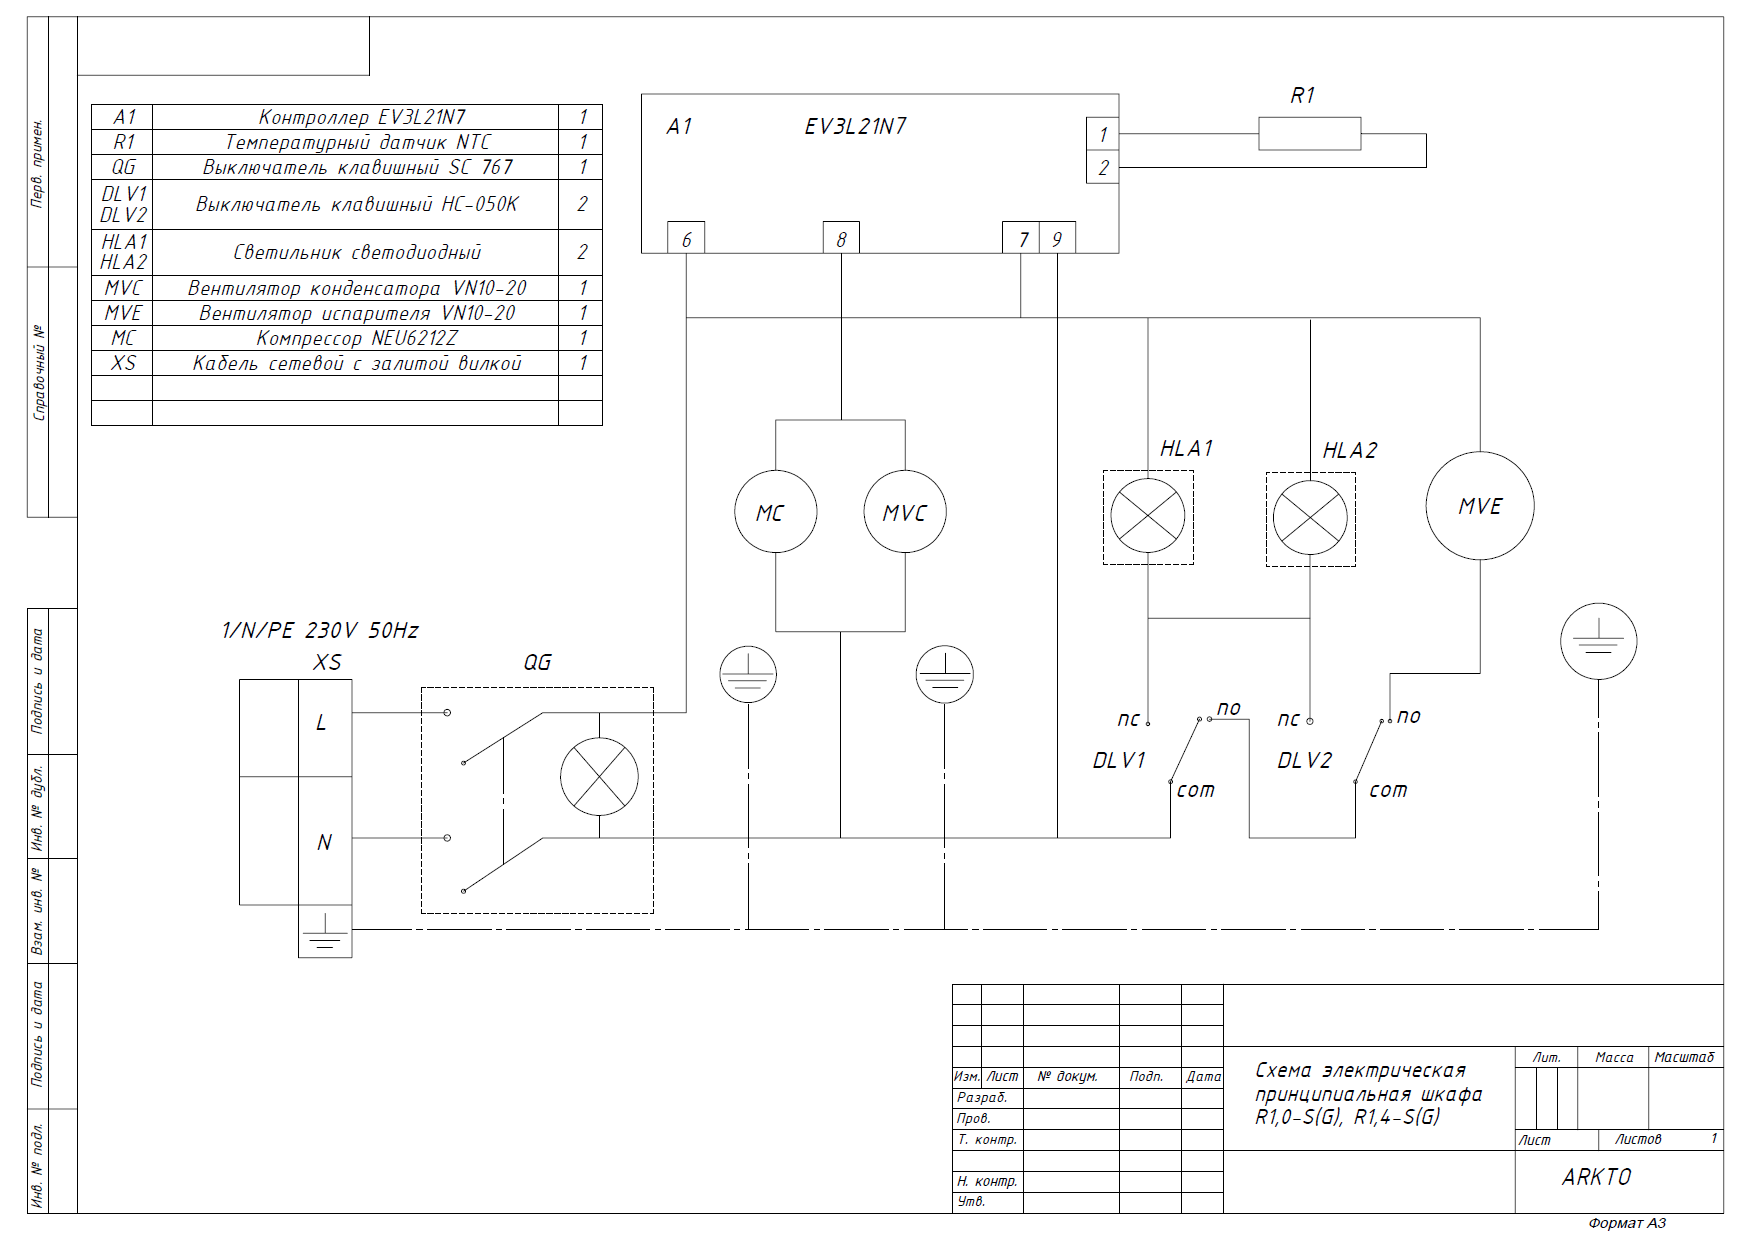 Перв. примен.
Справочный №
Подпись и дата
Инв. № дубл.
Взам. инв. №
Подпись и дата
Инв. № подл.
A1 Контроллер EV3L21N7 1
R1 Температурный датчик NTC 1
QG Выключатель клавишный SC 767 1
DLV1
DLV2
Выключатель клавишный HC-050K 2
HLA1
HLA2
Светильник светодиодный 2
MVC Вентилятор конденсатора VN10-20 1
MVE Вентилятор испарителя VN10-20 1
MC Компрессор NEU6212Z 1
XS Кабель сетевой с залитой вилкой 1
A1 EV3L21N7
R1
1
2
6 8 7 9
HLA1 HLA2
MC MVC MVE
1/N/PE 230V 50Hz
XS QG
L
N
nc no nc no
DLV1 DLV2
com com
Изм. Лист № докум. Подп. Дата
Разраб.
Пров.
Т. контр.
Н. контр.
Утв.
Схема электрическая
принципиальная шкафа
R1,0-S(G), R1,4-S(G)
Лит. Масса Масштаб
Лист Листов 1
ARKTO
Формат А3